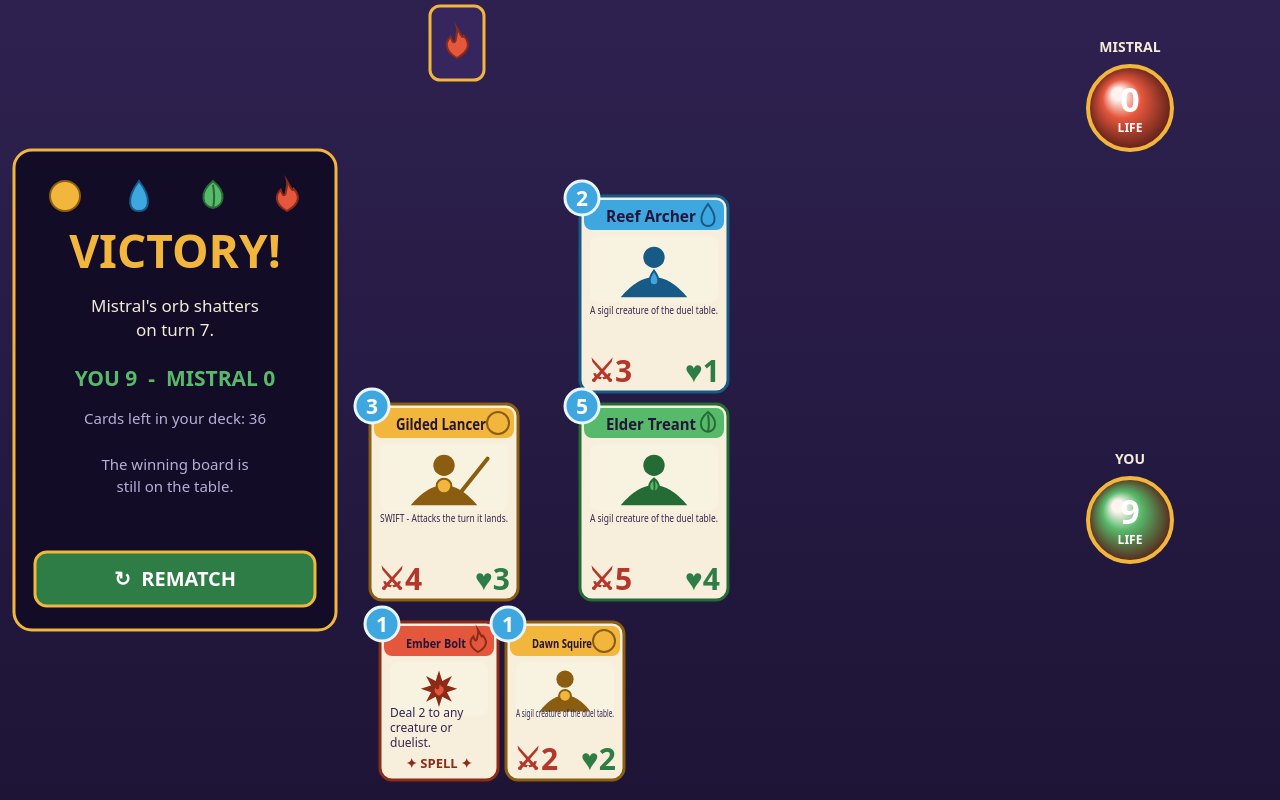 MISTRAL
0
LIFE
VICTORY!
Mistral's orb shatters
on turn 7.
YOU 9 - MISTRAL 0
Cards left in your deck: 36
The winning board is
still on the table.
↻ REMATCH
2
Reef Archer
A sigil creature of the duel table.
⚔3 ♥1
3
Gilded Lancer
SWIFT - Attacks the turn it lands.
⚔4 ♥3
5
Elder Treant
A sigil creature of the duel table.
⚔5 ♥4
YOU
9
LIFE
1
Ember Bolt
Deal 2 to any
creature or
duelist.
✦ SPELL ✦
1
Dawn Squire
A sigil creature of the duel table.
⚔2 ♥2